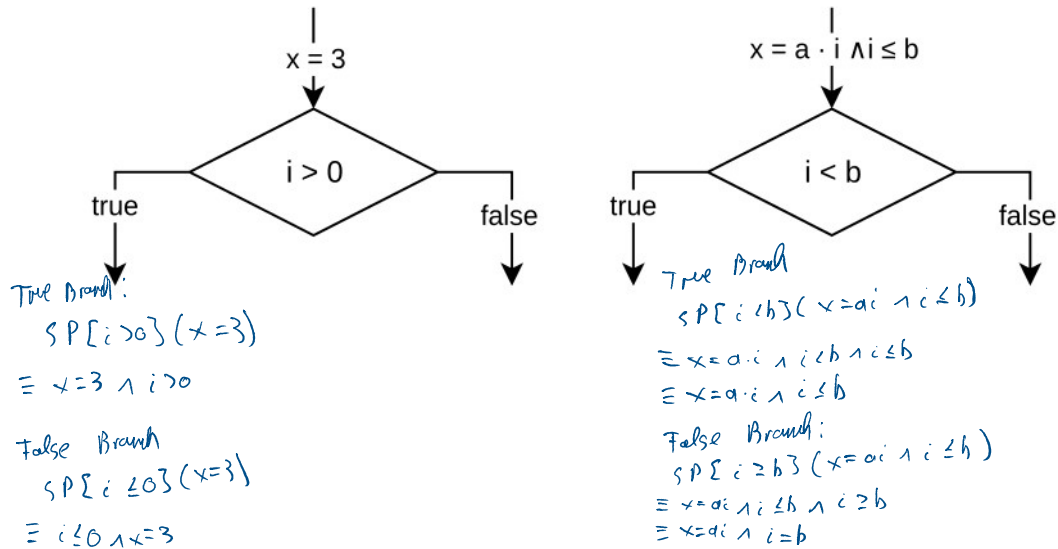 x = 3
i > 0
true
false
True Branch:
SP[i>0](x=3)
≡ x=3 ∧ i>0
False Branch
SP[i≤0](x=3)
≡ i≤0 ∧ x=3
x = a · i ∧ i ≤ b
i < b
true
false
True Branch
SP[i<b](x=ai ∧ i≤b)
≡ x=a·i ∧ i<b ∧ i≤b
≡ x=a·i ∧ i≤b
False Branch:
SP[i≥b](x=ai ∧ i≤b)
≡ x=ai ∧ i≤b ∧ i≥b
≡ x=ai ∧ i=b